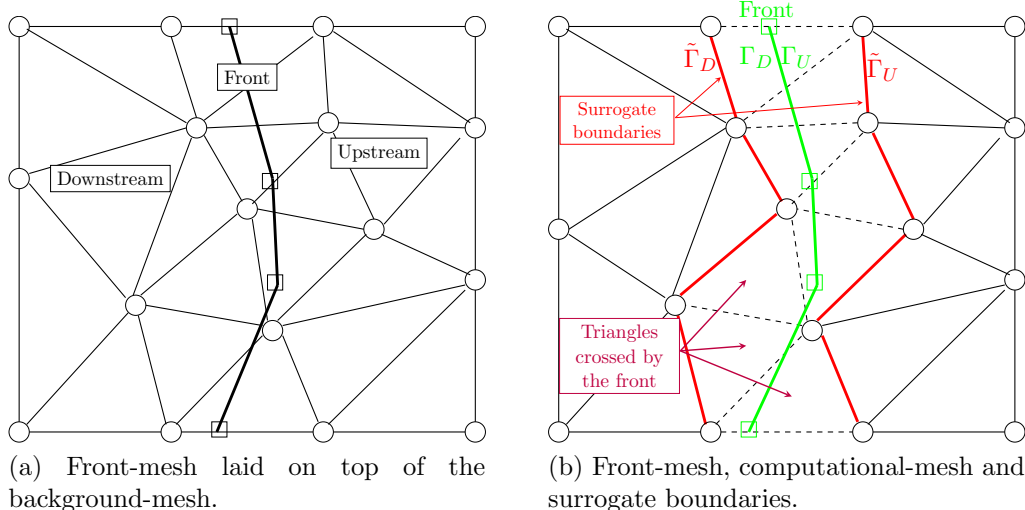 Front
Upstream
Downstream
(a) Front-mesh laid on top of the
background-mesh.
Front
Γ̃_D
Γ_D
Γ_U
Γ̃_U
Surrogate
boundaries
Triangles
crossed by
the front
(b) Front-mesh, computational-mesh and
surrogate boundaries.